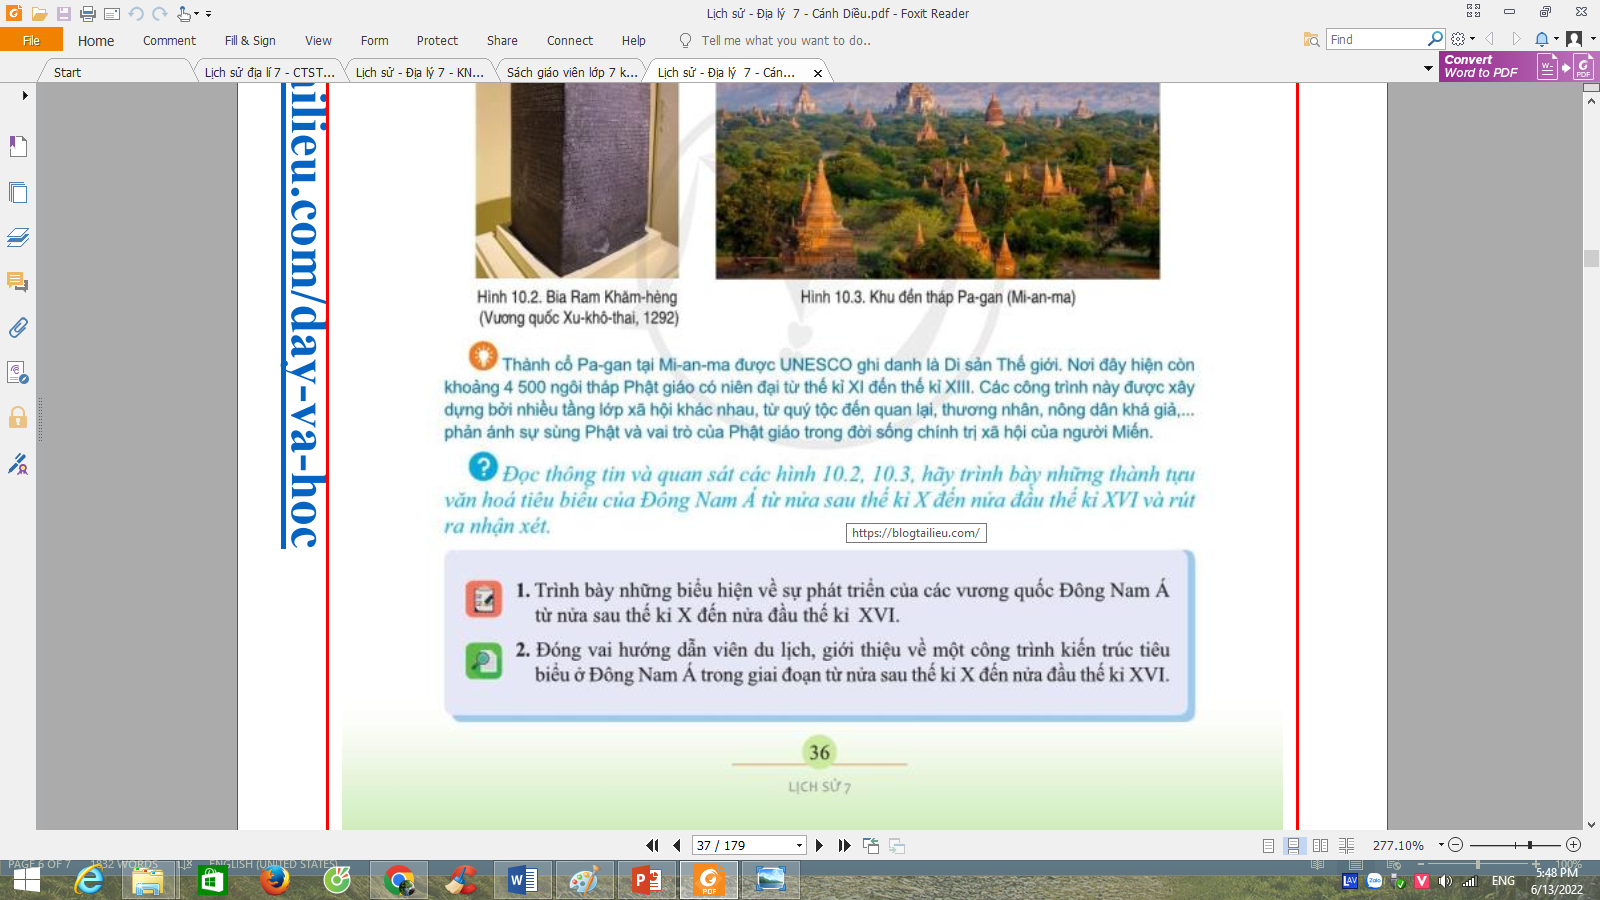 Lịch sử - Địa lý 7 - Cánh Diều.pdf - Foxit Reader
File Home Comment Fill & Sign View Form Protect Share Connect Help Tell me what you want to do.. Find
Start Lịch sử địa lí 7 - CTST... Lịch sử - Địa lý 7 - KN... Sách giáo viên lớp 7 k... Lịch sử - Địa lý 7 - Cán...
Convert
Word to PDF
ailieu.com/day-va-hoc
Hình 10.2. Bia Ram Khăm-hèng
(Vương quốc Xu-khô-thai, 1292)
Hình 10.3. Khu đền tháp Pa-gan (Mi-an-ma)
Thành cổ Pa-gan tại Mi-an-ma được UNESCO ghi danh là Di sản Thế giới. Nơi đây hiện còn
khoảng 4 500 ngôi tháp Phật giáo có niên đại từ thế kỉ XI đến thế kỉ XIII. Các công trình này được xây
dựng bởi nhiều tầng lớp xã hội khác nhau, từ quý tộc đến quan lại, thương nhân, nông dân khá giả,...
phản ánh sự sùng Phật và vai trò của Phật giáo trong đời sống chính trị xã hội của người Miến.
? Đọc thông tin và quan sát các hình 10.2, 10.3, hãy trình bày những thành tựu
văn hoá tiêu biểu của Đông Nam Á từ nửa sau thế kỉ X đến nửa đầu thế kỉ XVI và rút
ra nhận xét.
https://blogtailieu.com/
1. Trình bày những biểu hiện về sự phát triển của các vương quốc Đông Nam Á
từ nửa sau thế kỉ X đến nửa đầu thế kỉ XVI.
2. Đóng vai hướng dẫn viên du lịch, giới thiệu về một công trình kiến trúc tiêu
biểu ở Đông Nam Á trong giai đoạn từ nửa sau thế kỉ X đến nửa đầu thế kỉ XVI.
36
LỊCH SỬ 7
37 / 179
277.10%
PAGE 6 OF 7 1832 WORDS ENGLISH (UNITED STATES)
100%
ENG
5:48 PM
6/13/2022